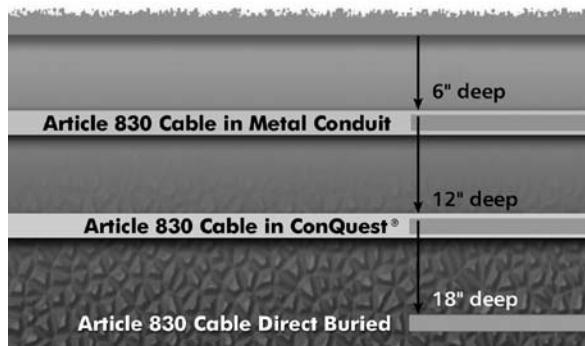 6" deep
Article 830 Cable in Metal Conduit
12" deep
Article 830 Cable in ConQuest®
18" deep
Article 830 Cable Direct Buried